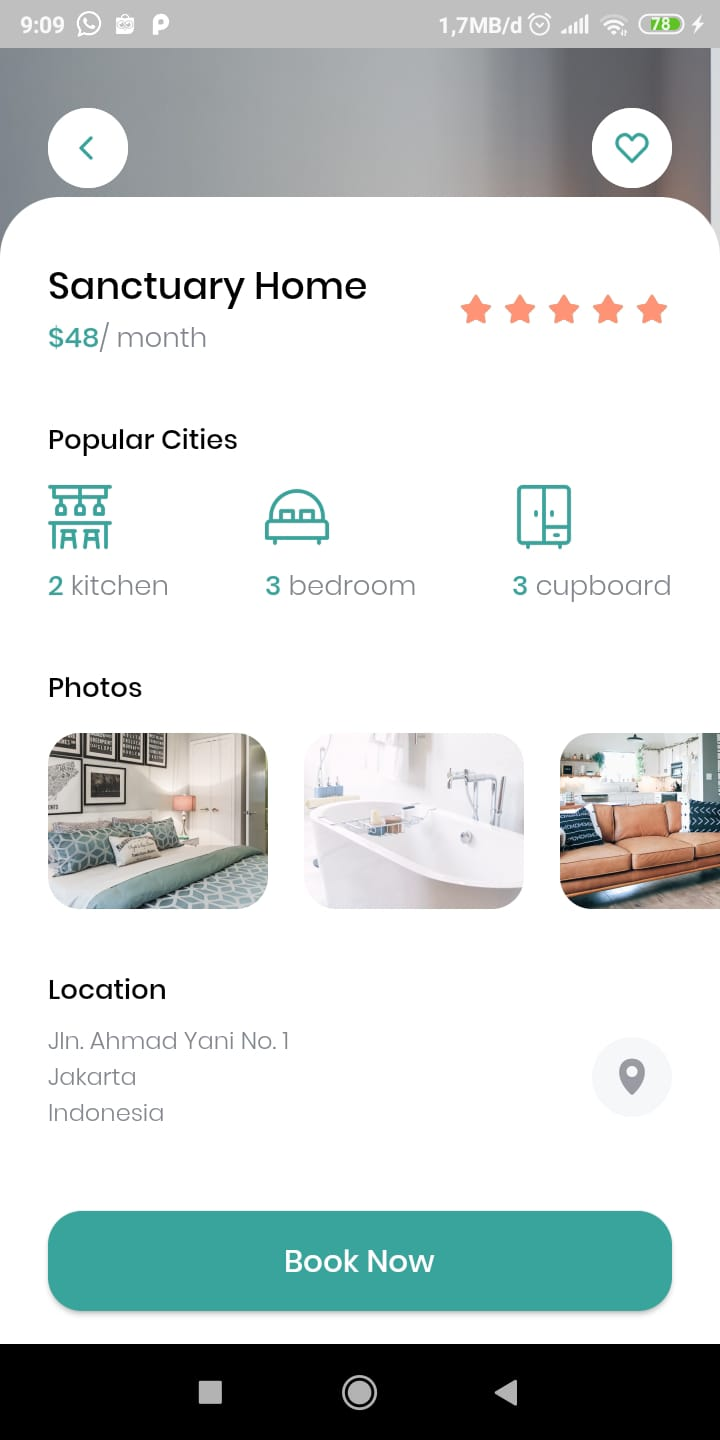 9:09
1,7MB/d
78
Sanctuary Home
$48/ month
Popular Cities
2 kitchen
3 bedroom
3 cupboard
Photos
Location
Jln. Ahmad Yani No. 1
Jakarta
Indonesia
Book Now